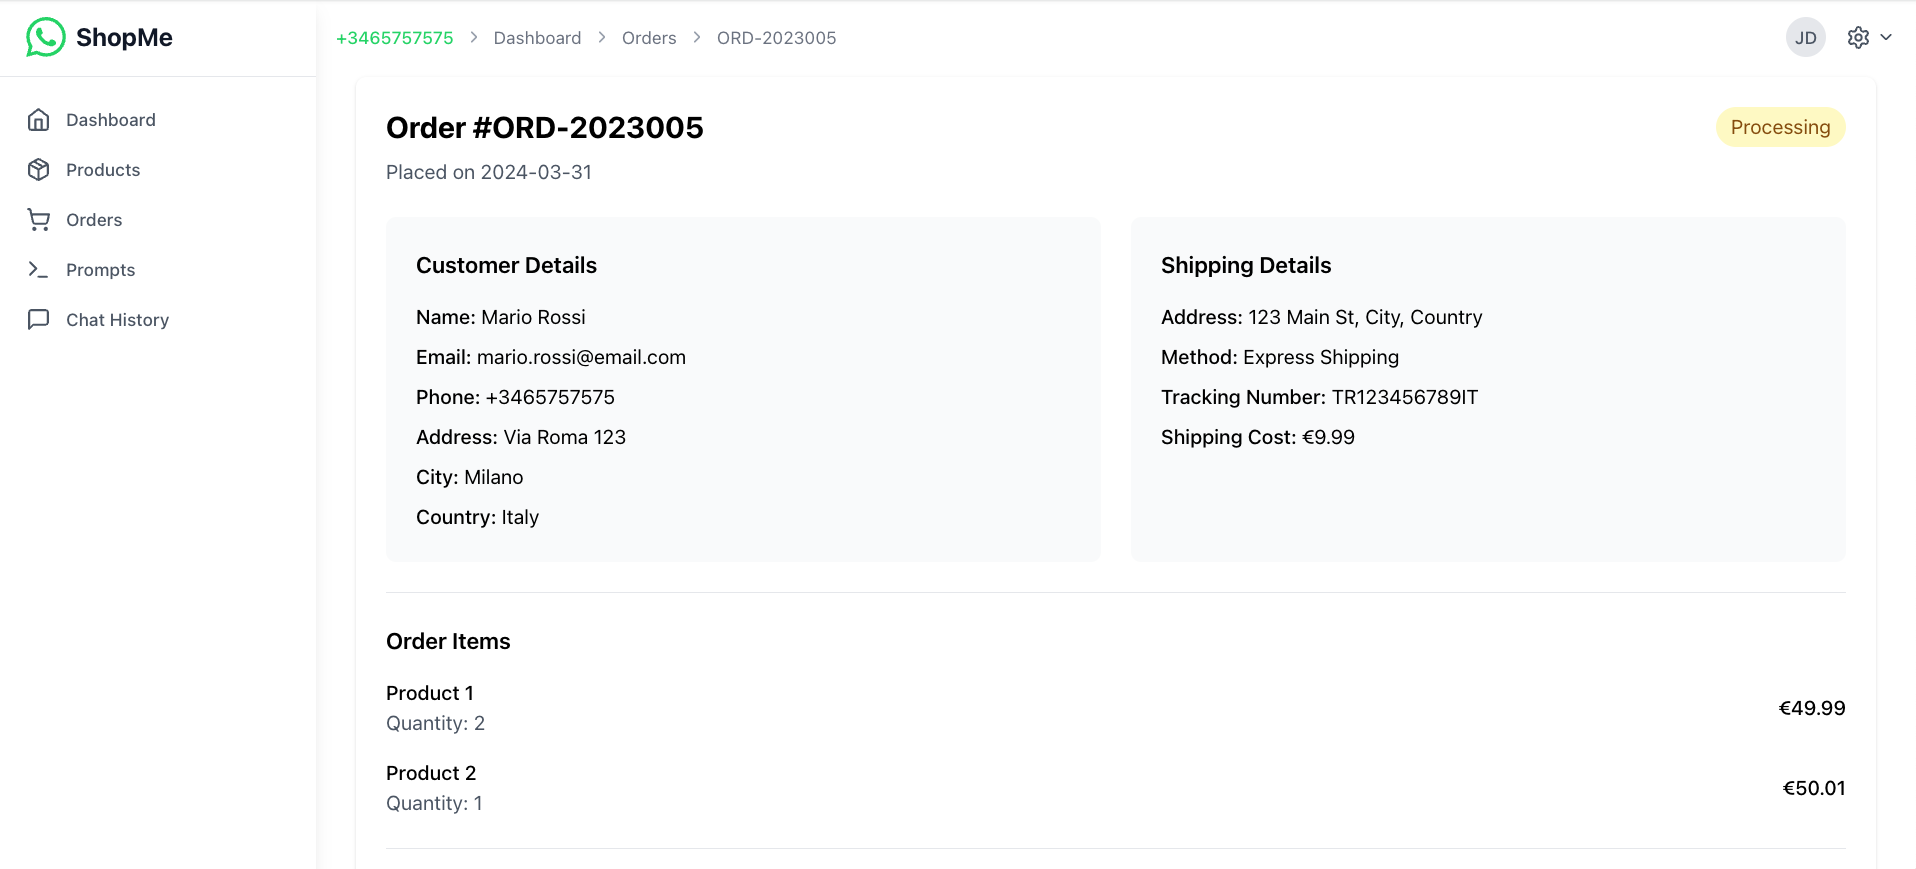 ShopMe
+3465757575 > Dashboard > Orders > ORD-2023005
JD
Dashboard
Products
Orders
Prompts
Chat History
Order #ORD-2023005
Processing
Placed on 2024-03-31
Customer Details
Name: Mario Rossi
Email: mario.rossi@email.com
Phone: +3465757575
Address: Via Roma 123
City: Milano
Country: Italy
Shipping Details
Address: 123 Main St, City, Country
Method: Express Shipping
Tracking Number: TR123456789IT
Shipping Cost: €9.99
Order Items
Product 1
Quantity: 2
€49.99
Product 2
Quantity: 1
€50.01